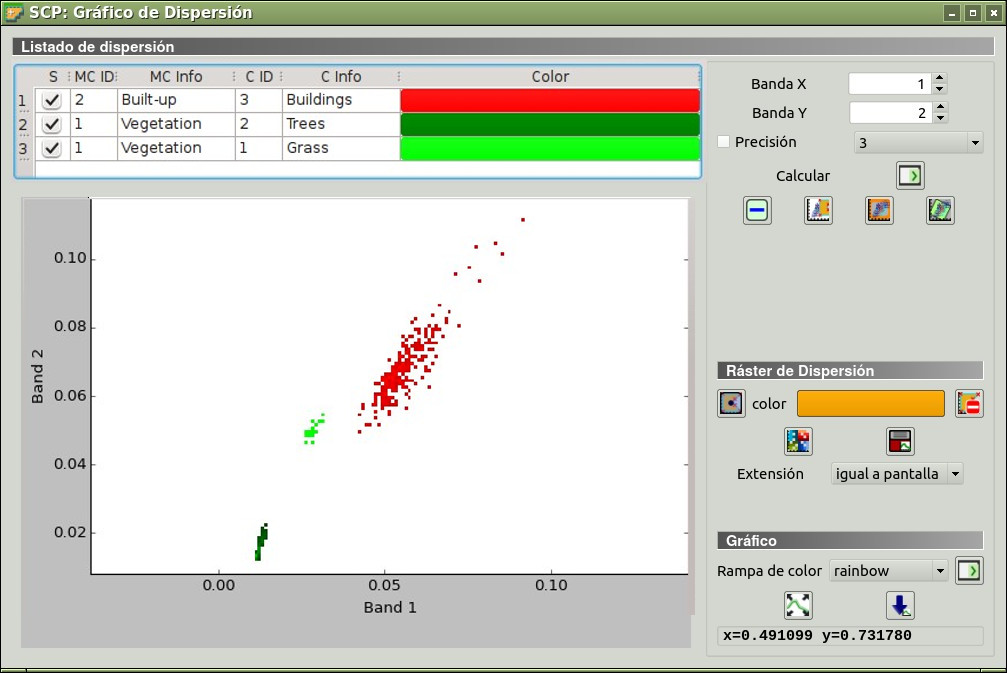 SCP: Gráfico de Dispersión
Listado de dispersión
S MC ID MC Info C ID C Info Color
1 2 Built-up 3 Buildings
2 1 Vegetation 2 Trees
3 1 Vegetation 1 Grass
Banda X 1
Banda Y 2
Precisión 3
Calcular
0.10
0.08
0.06
0.04
0.02
Band 2
0.00 0.05 0.10
Band 1
Ráster de Dispersión
color
Extensión igual a pantalla
Gráfico
Rampa de color rainbow
x=0.491099 y=0.731780